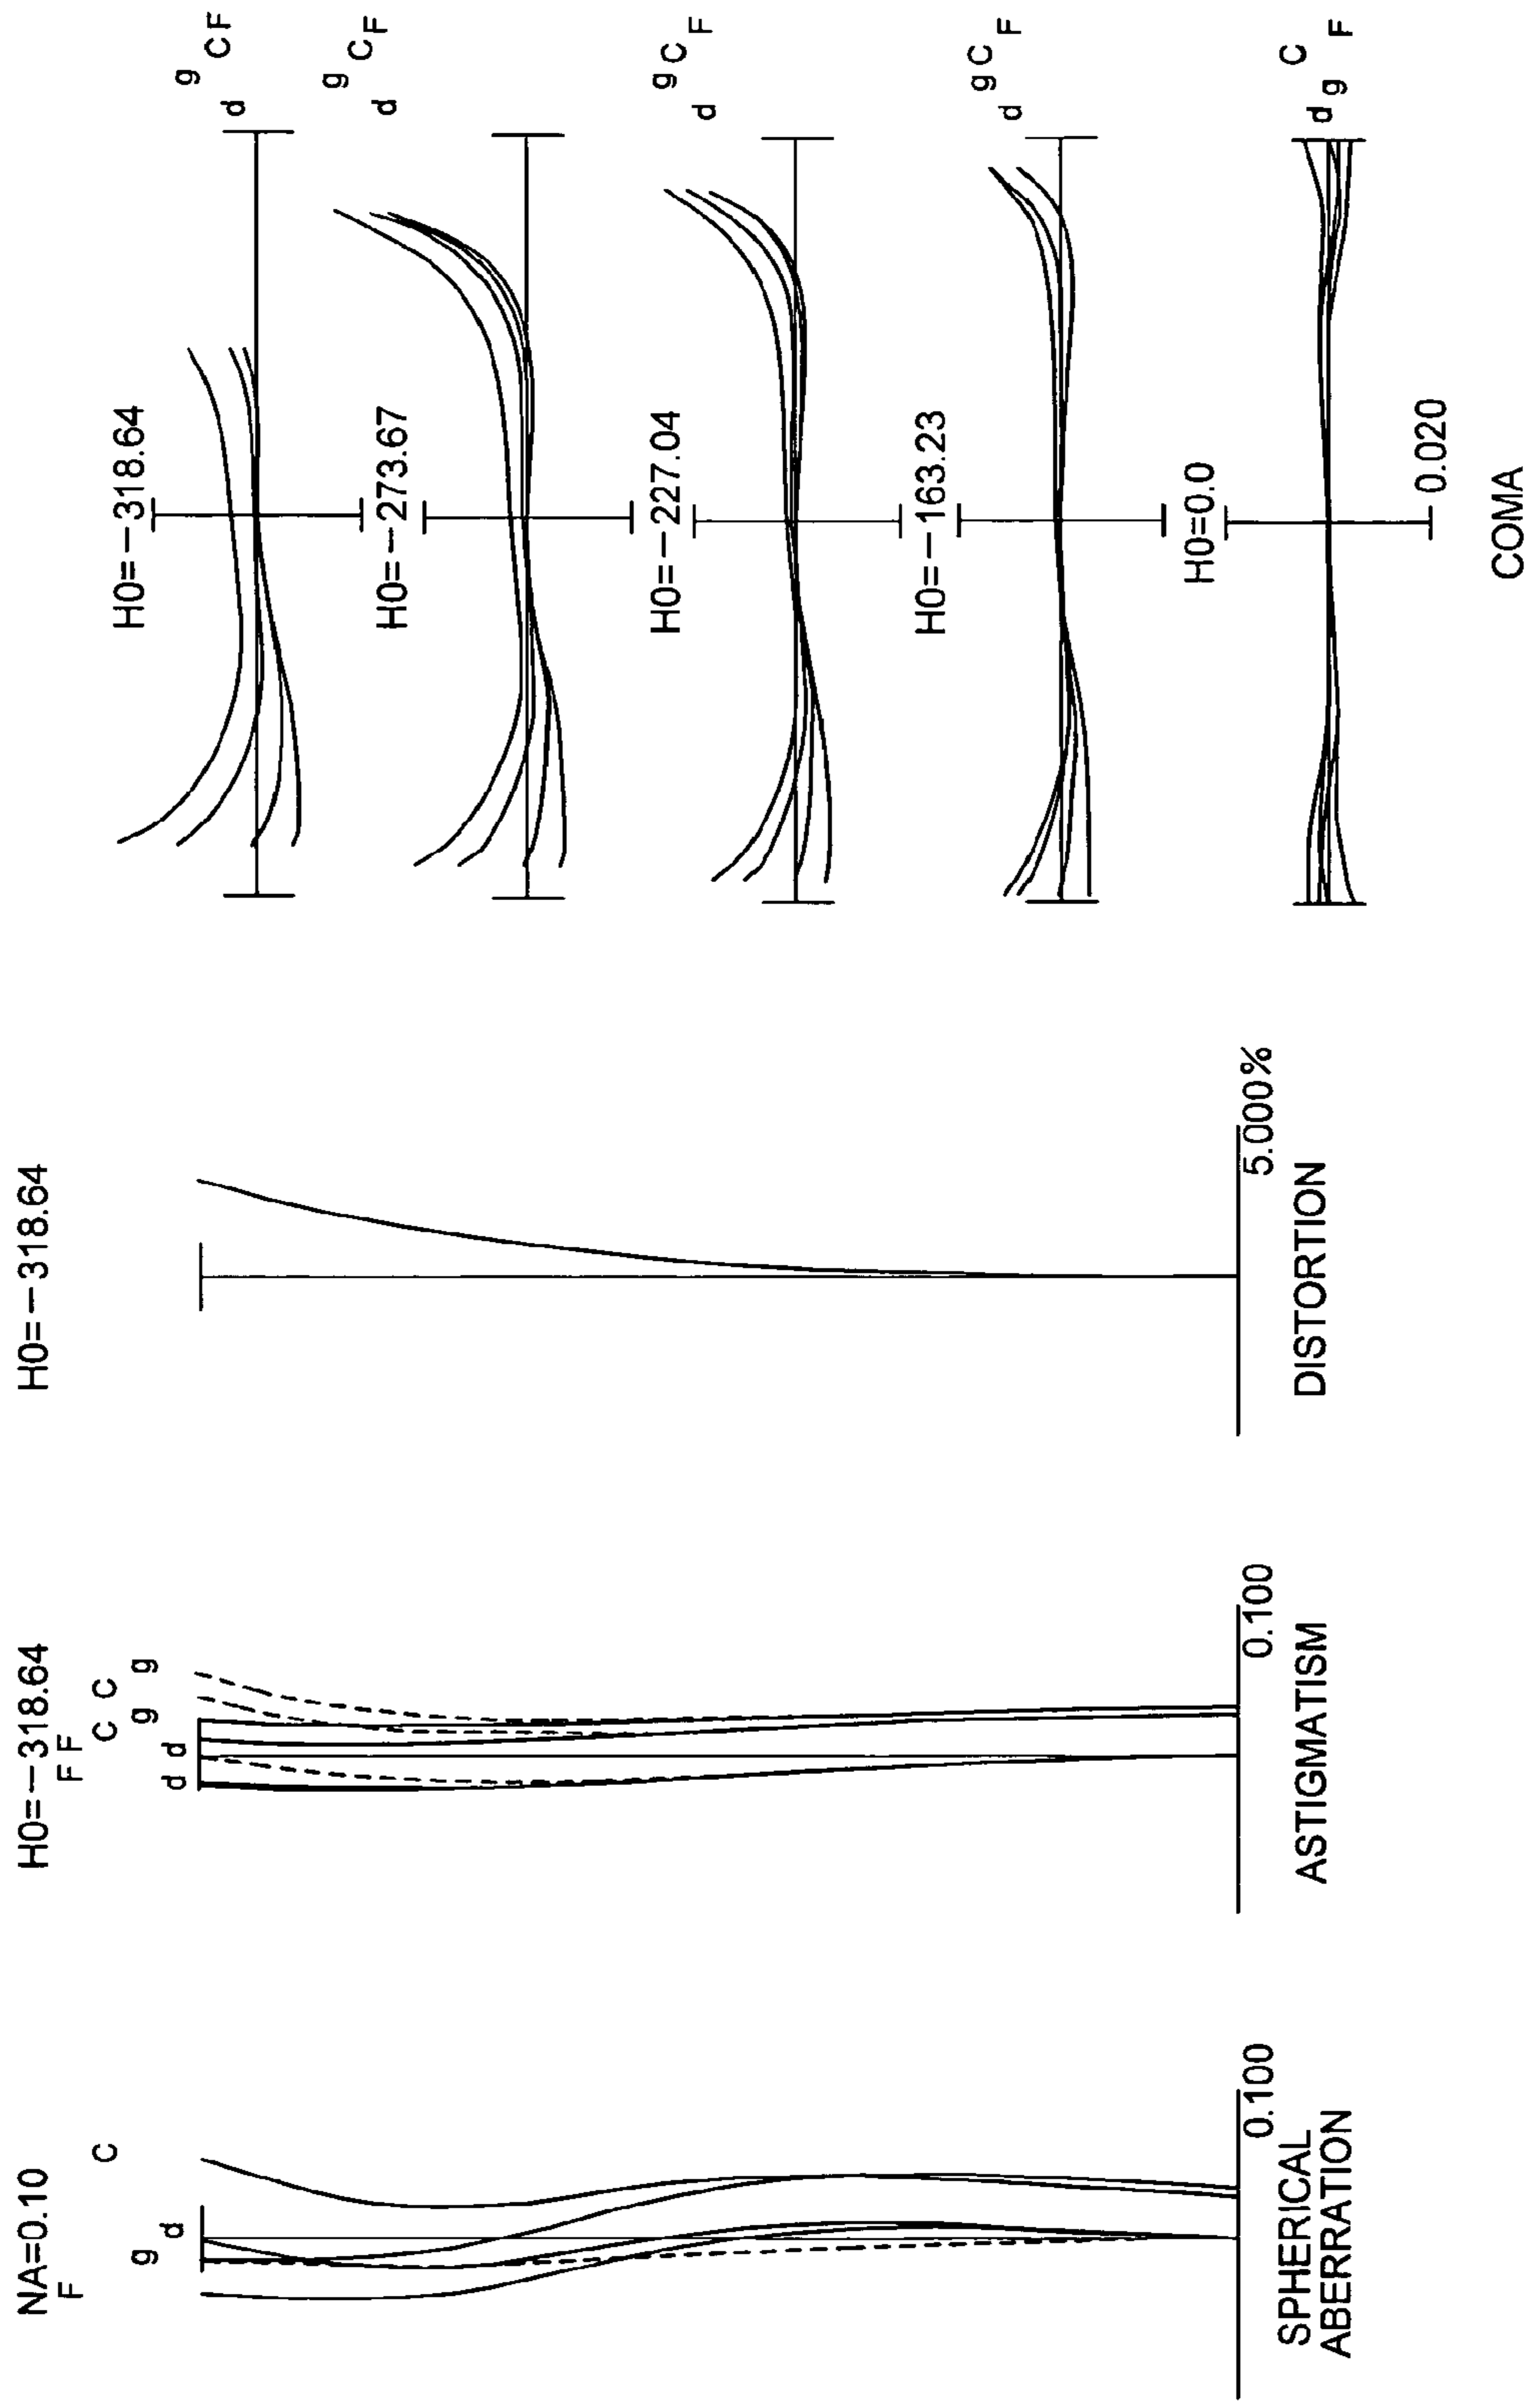 NA=0.10
F
g
d
C
0.100
SPHERICAL
ABERRATION
H0=−318.64
F F
C C
d d
g g
0.100
ASTIGMATISM
H0=−318.64
5.000%
DISTORTION
H0=−318.64
d
g
C F
H0=−273.67
d
g
C
F
H0=−227.04
d
g
C
F
H0=−163.23
d
g
C
F
H0=0.0
d
g
C
F
0.020
COMA